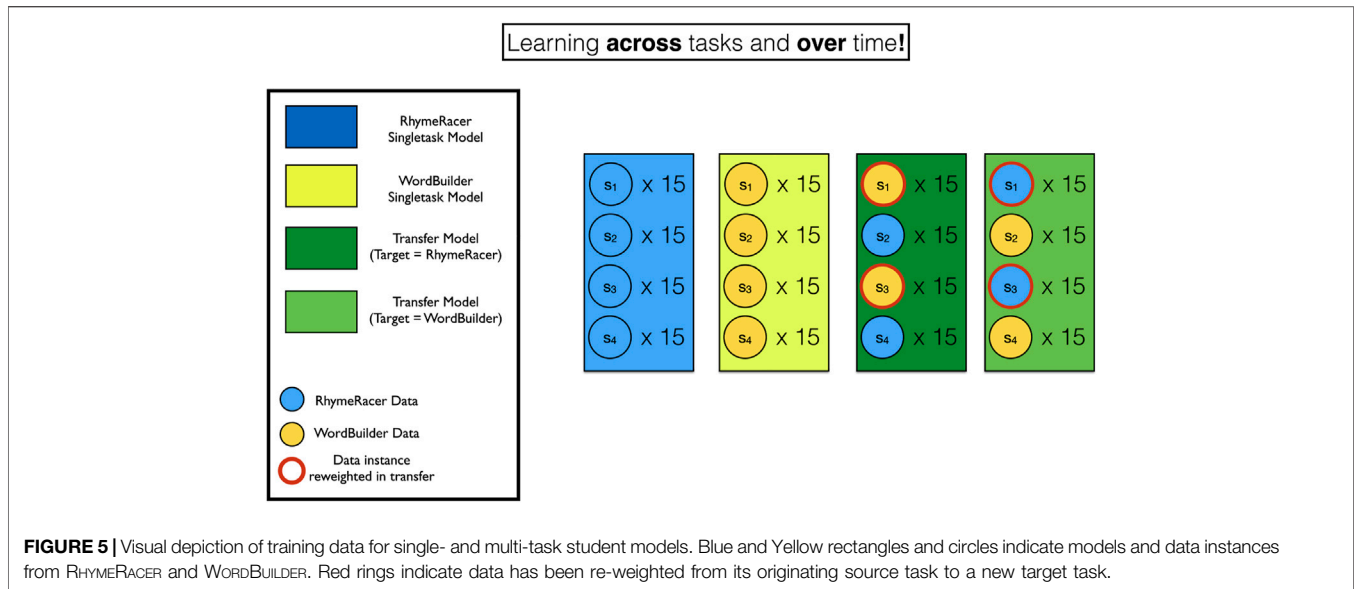 Learning across tasks and over time!
RhymeRacer
Singletask Model
WordBuilder
Singletask Model
Transfer Model
(Target = RhymeRacer)
Transfer Model
(Target = WordBuilder)
RhymeRacer Data
WordBuilder Data
Data instance
reweighted in transfer
S1 x 15
S2 x 15
S3 x 15
S4 x 15
S1 x 15
S2 x 15
S3 x 15
S4 x 15
S1 x 15
S2 x 15
S3 x 15
S4 x 15
S1 x 15
S2 x 15
S3 x 15
S4 x 15
FIGURE 5 | Visual depiction of training data for single- and multi-task student models. Blue and Yellow rectangles and circles indicate models and data instances
from RHYMERACER and WORDBUILDER. Red rings indicate data has been re-weighted from its originating source task to a new target task.